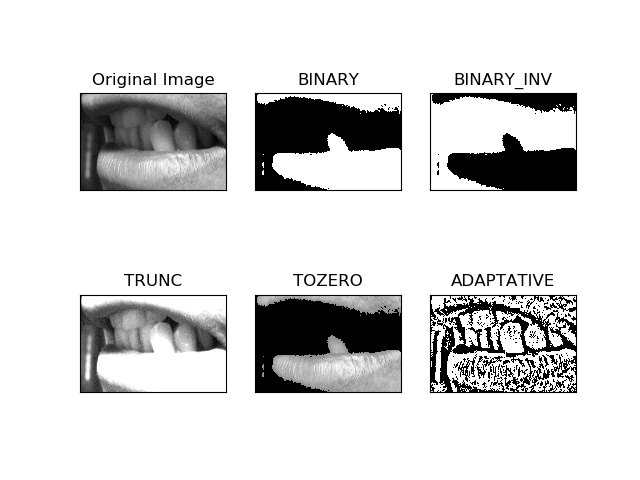 Original Image
BINARY
BINARY_INV
TRUNC
TOZERO
ADAPTATIVE